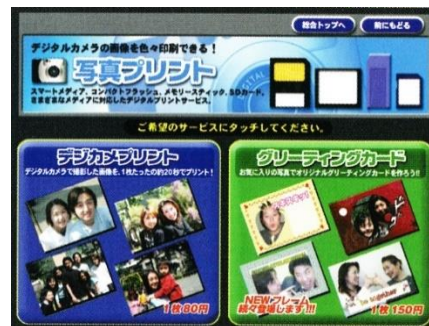 総合トップへ 前にもどる
デジタルカメラの画像を色々印刷できる！
写真プリント
スマートメディア、コンパクトフラッシュ、メモリースティック、SDカード。
さまざまなメディアに対応したデジタルプリントサービス。
ご希望のサービスにタッチしてください。
デジカメプリント
デジタルカメラで撮影した画像を、1枚たったの約20秒でプリント！
1枚80円
グリーティングカード
お気に入りの写真でオリジナルグリーティングカードを作ろう!!
be together
NEWフレーム
続々登場します!!!
1枚150円